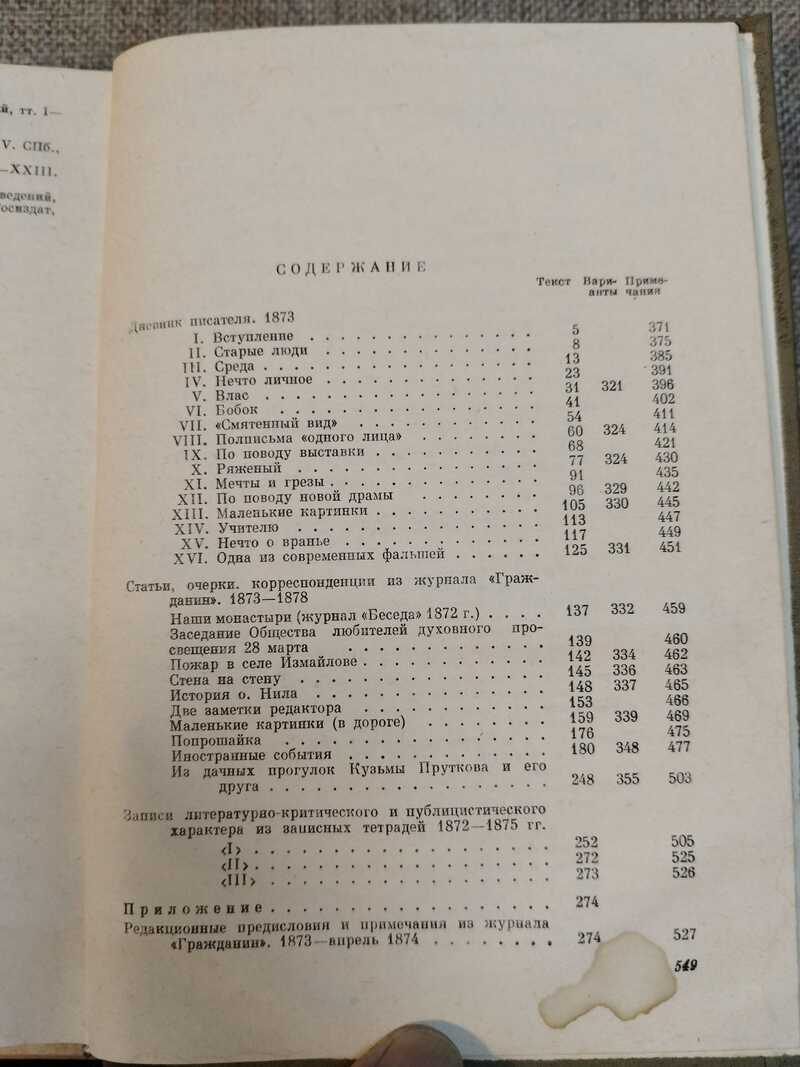 й, тт. I—
V. СПб.,
—XXIII.
ведений,
осиздат,
СОДЕРЖАНИЕ
Текст Вари- Приме-
анты чания
Дневник писателя. 1873
I. Вступление . . . . . . . . . . . . . . 5 371
II. Старые люди . . . . . . . . . . . . . 8 375
III. Среда . . . . . . . . . . . . . . . . 13 385
IV. Нечто личное . . . . . . . . . . . . . 23 391
V. Влас . . . . . . . . . . . . . . . . 31 321 396
VI. Бобок . . . . . . . . . . . . . . . 41 402
VII. «Смятенный вид» . . . . . . . . . . . 54 411
VIII. Полписьма «одного лица» . . . . . . . . 60 324 414
IX. По поводу выставки . . . . . . . . . . 68 421
X. Ряженый . . . . . . . . . . . . . . 77 324 430
XI. Мечты и грезы . . . . . . . . . . . . . 91 435
XII. По поводу новой драмы . . . . . . . . 96 329 442
XIII. Маленькие картинки . . . . . . . . . . 105 330 445
XIV. Учителю . . . . . . . . . . . . . . 113 447
XV. Нечто о вранье . . . . . . . . . . . . 117 449
XVI. Одна из современных фальшей . . . . . . 125 331 451
Статьи, очерки. корреспонденции из журнала «Граж-
данин». 1873—1878
Наши монастыри (журнал «Беседа» 1872 г.) . . . . 137 332 459
Заседание Общества любителей духовного про-
свещения 28 марта . . . . . . . . . . . . 139 460
Пожар в селе Измайлове . . . . . . . . . . . . 142 334 462
Стена на стену . . . . . . . . . . . . . . . 145 336 463
История о. Нила . . . . . . . . . . . . . . 148 337 465
Две заметки редактора . . . . . . . . . . . 153 466
Маленькие картинки (в дороге) . . . . . . . . 159 339 469
Попрошайка . . . . . . . . . . . . . . . . 176 475
Иностранные события . . . . . . . . . . . . 180 348 477
Из дачных прогулок Кузьмы Пруткова и его
друга . . . . . . . . . . . . . . . . . 248 355 503
Записи литературно-критического и публицистического
характера из записных тетрадей 1872—1875 гг.
<I> . . . . . . . . . . . . . . . . . . 252 505
<II> . . . . . . . . . . . . . . . . . . 272 525
<III> . . . . . . . . . . . . . . . . . 273 526
Приложение . . . . . . . . . . . . . . . . . 274
Редакционные предисловия и примечания из журнала
«Гражданин». 1873—апрель 1874 . . . . . . . . 274 527
549